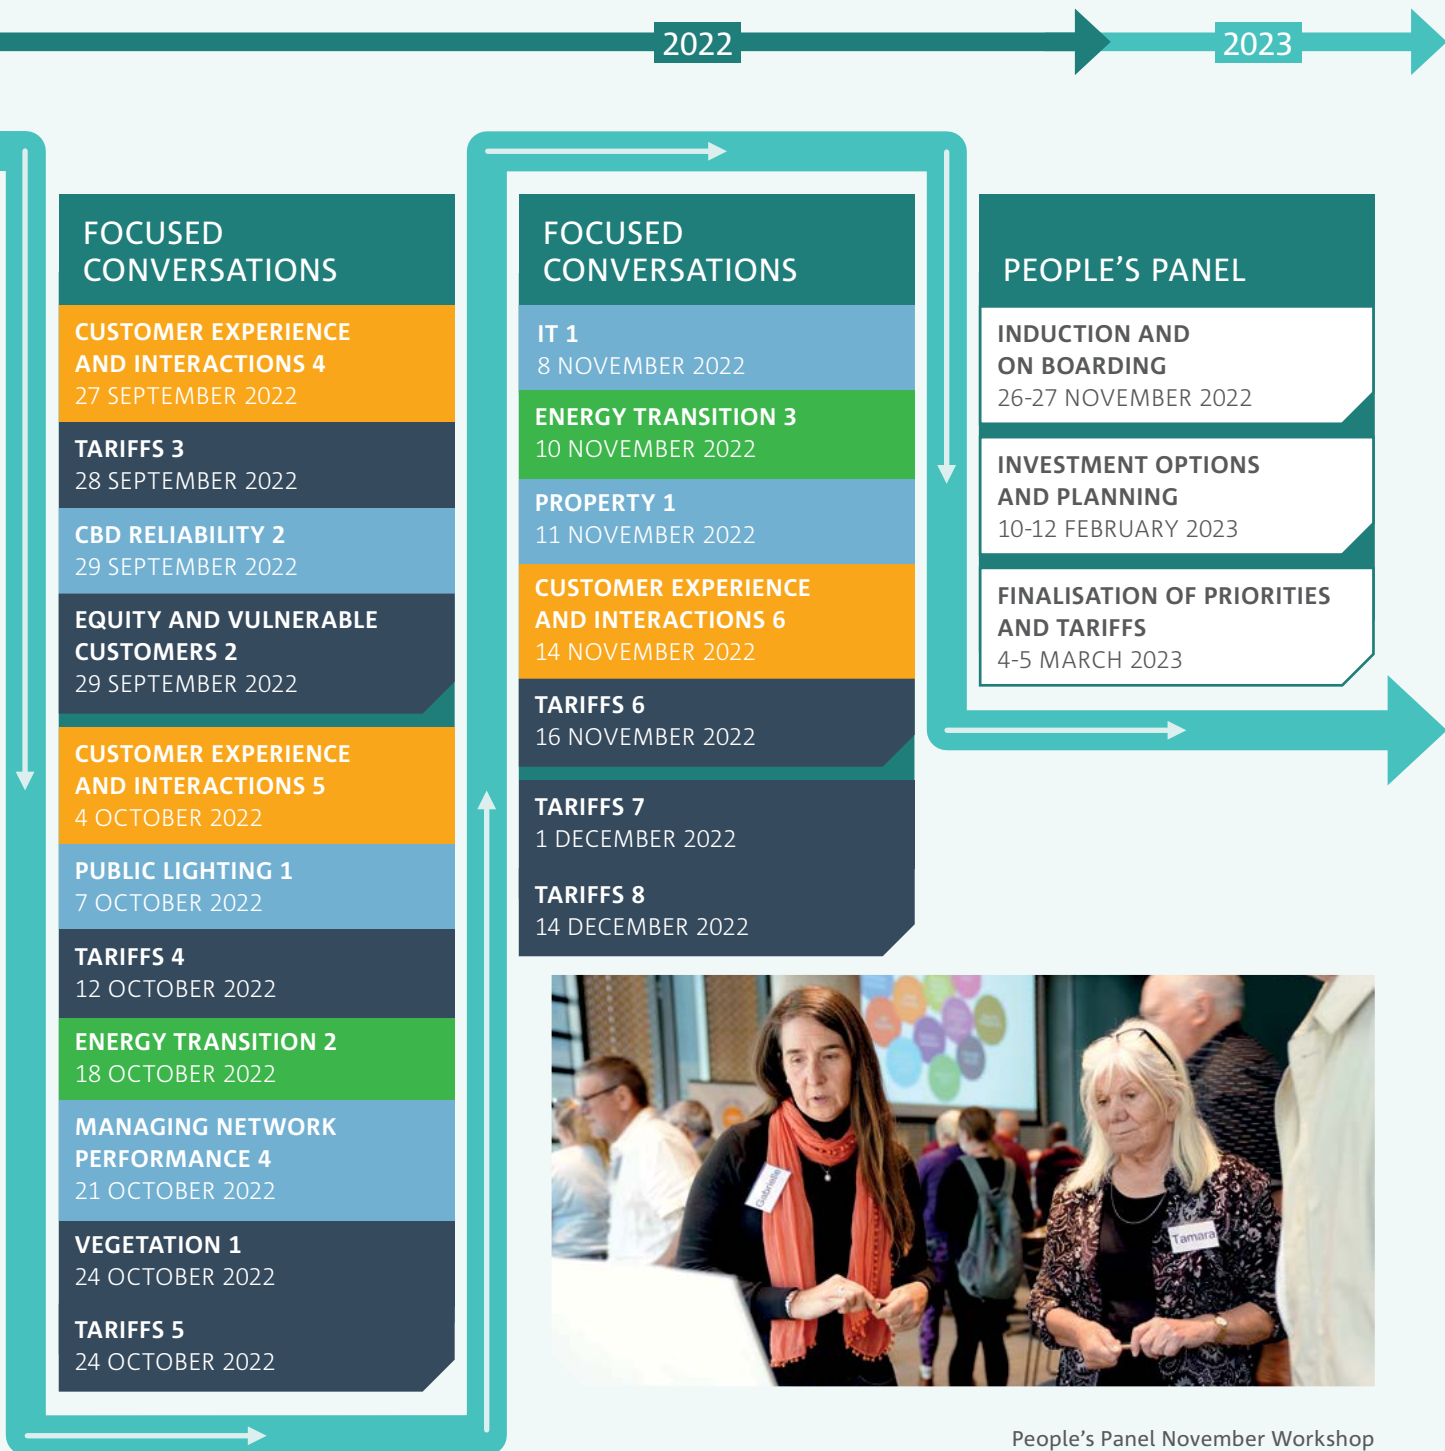 2022
2023
FOCUSED
CONVERSATIONS
CUSTOMER EXPERIENCE
AND INTERACTIONS 4
27 SEPTEMBER 2022
TARIFFS 3
28 SEPTEMBER 2022
CBD RELIABILITY 2
29 SEPTEMBER 2022
EQUITY AND VULNERABLE
CUSTOMERS 2
29 SEPTEMBER 2022
CUSTOMER EXPERIENCE
AND INTERACTIONS 5
4 OCTOBER 2022
PUBLIC LIGHTING 1
7 OCTOBER 2022
TARIFFS 4
12 OCTOBER 2022
ENERGY TRANSITION 2
18 OCTOBER 2022
MANAGING NETWORK
PERFORMANCE 4
21 OCTOBER 2022
VEGETATION 1
24 OCTOBER 2022
TARIFFS 5
24 OCTOBER 2022
FOCUSED
CONVERSATIONS
IT 1
8 NOVEMBER 2022
ENERGY TRANSITION 3
10 NOVEMBER 2022
PROPERTY 1
11 NOVEMBER 2022
CUSTOMER EXPERIENCE
AND INTERACTIONS 6
14 NOVEMBER 2022
TARIFFS 6
16 NOVEMBER 2022
TARIFFS 7
1 DECEMBER 2022
TARIFFS 8
14 DECEMBER 2022
PEOPLE'S PANEL
INDUCTION AND
ON BOARDING
26-27 NOVEMBER 2022
INVESTMENT OPTIONS
AND PLANNING
10-12 FEBRUARY 2023
FINALISATION OF PRIORITIES
AND TARIFFS
4-5 MARCH 2023
Gabrielle
Tamara
People's Panel November Workshop